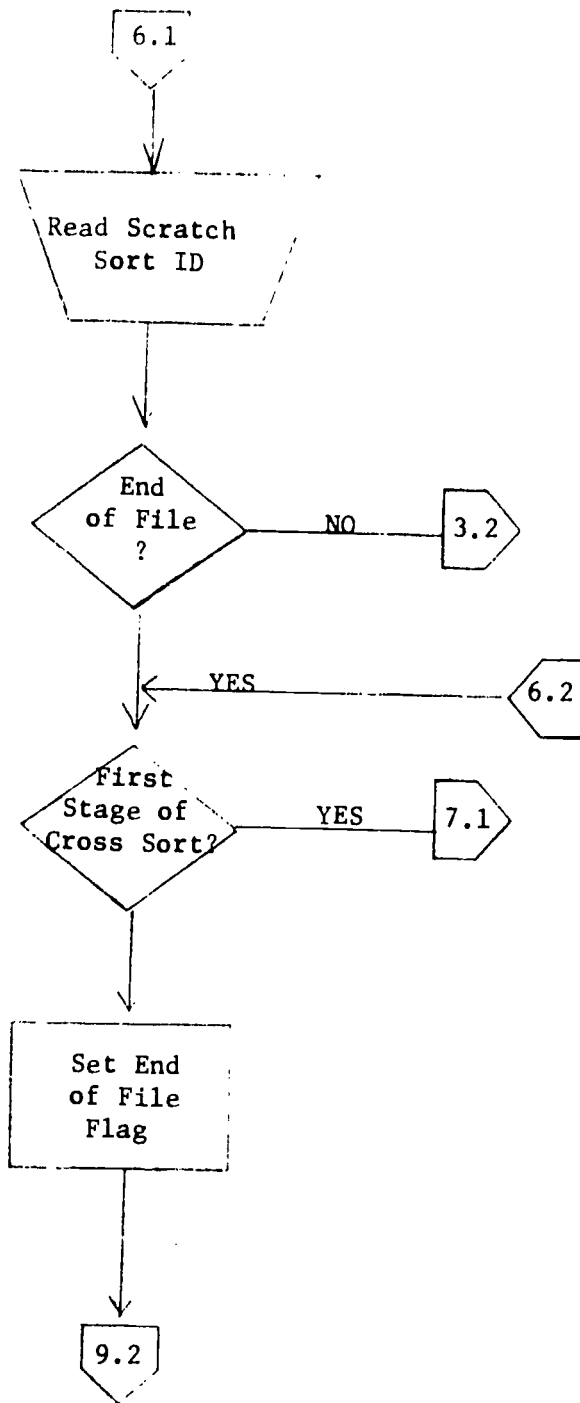 6.1
Read Scratch
Sort ID
End
of File
?
NO
3.2
YES
6.2
First
Stage of
Cross Sort?
YES
7.1
Set End
of File
Flag
9.2